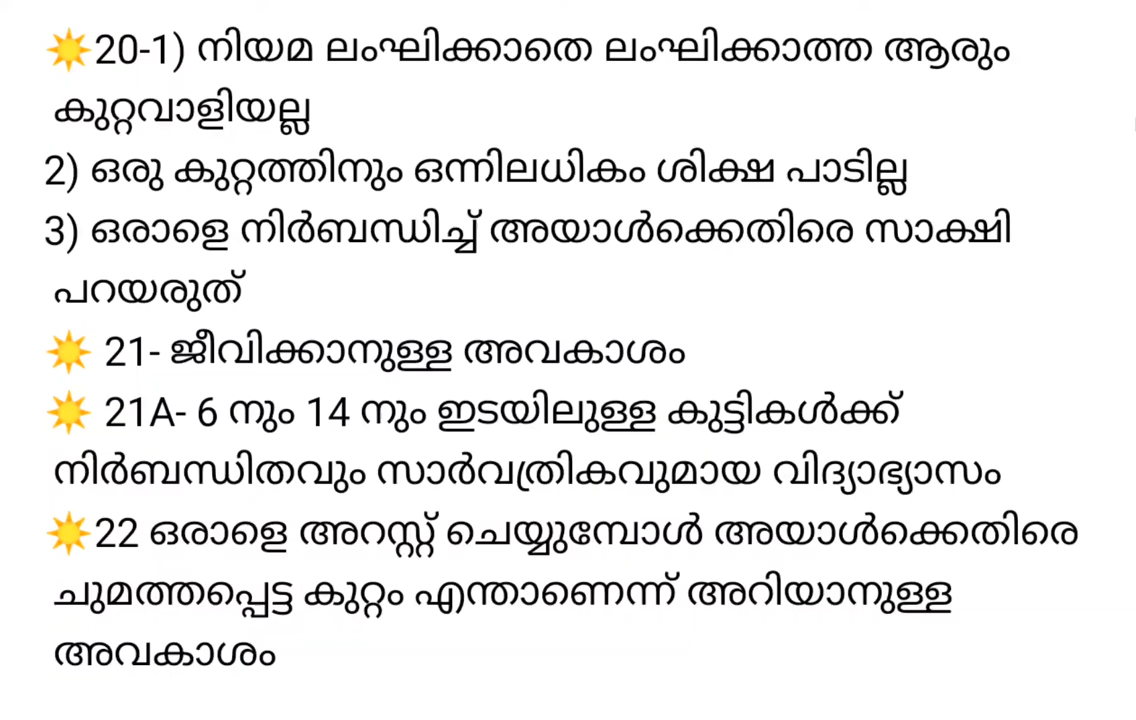 ☀️20-1) നിയമ ലംഘിക്കാതെ ലംഘിക്കാത്ത ആരും
കുറ്റവാളിയല്ല
2) ഒരു കുറ്റത്തിനും ഒന്നിലധികം ശിക്ഷ പാടില്ല
3) ഒരാളെ നിർബന്ധിച്ച് അയാൾക്കെതിരെ സാക്ഷി
പറയരുത്
☀️ 21- ജീവിക്കാനുള്ള അവകാശം
☀️ 21A- 6 നും 14 നും ഇടയിലുള്ള കുട്ടികൾക്ക്
നിർബന്ധിതവും സാർവത്രികവുമായ വിദ്യാഭ്യാസം
☀️22 ഒരാളെ അറസ്റ്റ് ചെയ്യുമ്പോൾ അയാൾക്കെതിരെ
ചുമത്തപ്പെട്ട കുറ്റം എന്താണെന്ന് അറിയാനുള്ള
അവകാശം